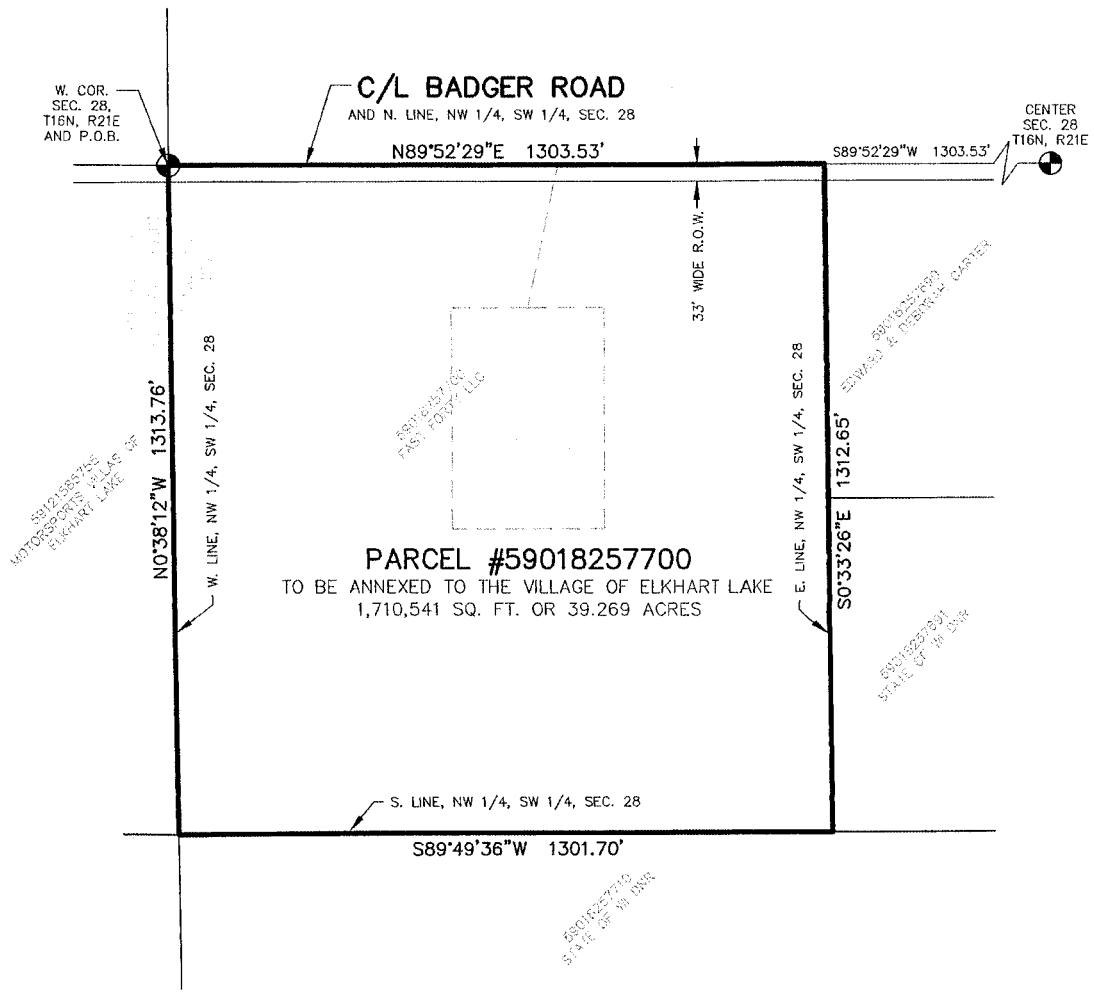 C/L BADGER ROAD
AND N. LINE, NW 1/4, SW 1/4, SEC. 28
W. COR.
SEC. 28,
T16N, R21E
AND P.O.B.
CENTER
SEC. 28
T16N, R21E
N89°52'29"E 1303.53'
S89°52'29"W 1303.53'
33' WIDE R.O.W.
EDWARD & DEBORAH CARTER
W. LINE, NW 1/4, SW 1/4, SEC. 28
E. LINE, NW 1/4, SW 1/4, SEC. 28
59018257700
FAST FORTY LLC
N0°38'12"W 1313.76'
S0°33'26"E 1312.65'
MOTORSPORTS VILLAS OF
ELKHART LAKE
PARCEL #59018257700
TO BE ANNEXED TO THE VILLAGE OF ELKHART LAKE
1,710,541 SQ. FT. OR 39.269 ACRES
STATE OF WI DNR
S. LINE, NW 1/4, SW 1/4, SEC. 28
S89°49'36"W 1301.70'
59018257710
STATE OF WI DNR